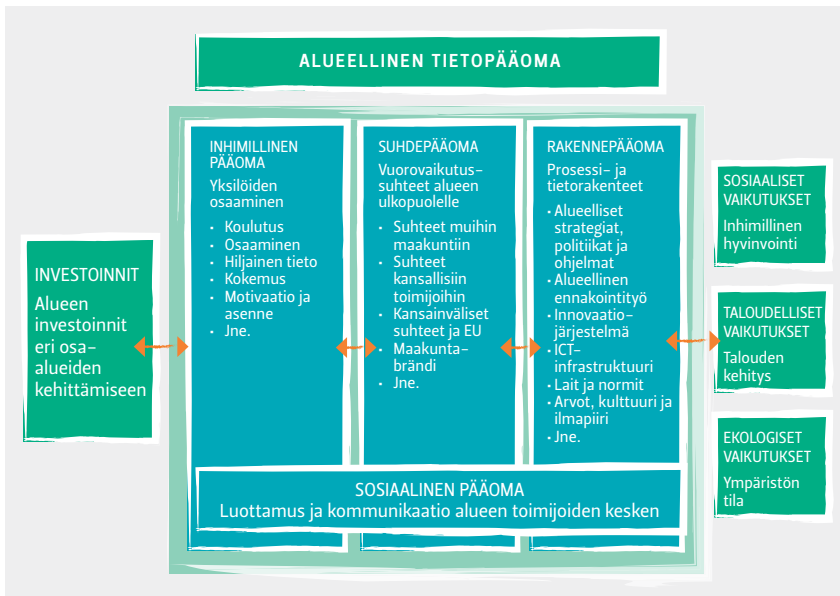 ALUEELLINEN TIETOPÄÄOMA
INVESTOINNIT
Alueen
investoinnit
eri osa-
alueiden
kehittämiseen
INHIMILLINEN
PÄÄOMA
Yksilöiden
osaaminen
• Koulutus
• Osaaminen
• Hiljainen tieto
• Kokemus
• Motivaatio ja
asenne
• Jne.
SUHDEPÄÄOMA
Vuorovaikutus-
suhteet alueen
ulkopuolelle
• Suhteet muihin
maakuntiin
• Suhteet
kansallisiin
toimijoihin
• Kansainväliset
suhteet ja EU
• Maakunta-
brändi
• Jne.
RAKENNEPÄÄOMA
Prosessi- ja
tietorakenteet
• Alueelliset
strategiat,
politiikat ja
ohjelmat
• Alueellinen
ennakointityö
• Innovaatio-
järjestelmä
• ICT-
infrastruktuuri
• Lait ja normit
• Arvot, kulttuuri ja
ilmapiiri
• Jne.
SOSIAALINEN PÄÄOMA
Luottamus ja kommunikaatio alueen toimijoiden kesken
SOSIAALISET
VAIKUTUKSET
Inhimillinen
hyvinvointi
TALOUDELLISET
VAIKUTUKSET
Talouden
kehitys
EKOLOGISET
VAIKUTUKSET
Ympäristön
tila